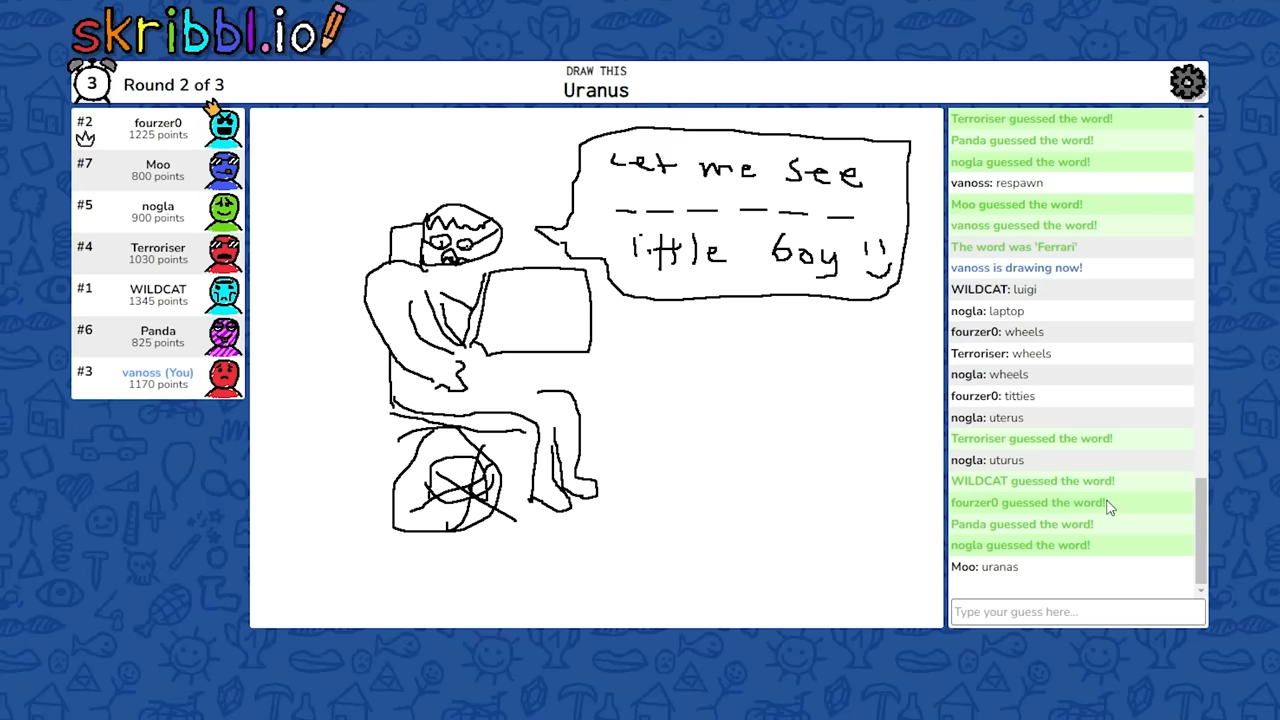 skribbl.io
3
Round 2 of 3
DRAW THIS
Uranus
#2
fourzer0
1225 points
#7
Moo
800 points
#5
nogla
900 points
#4
Terroriser
1030 points
#1
WILDCAT
1345 points
#6
Panda
825 points
#3
vanoss (You)
1170 points
Let me see
_ _ _ _ _ _
little boy
Terroriser guessed the word!
Panda guessed the word!
nogla guessed the word!
vanoss: respawn
Moo guessed the word!
vanoss guessed the word!
The word was 'Ferrari'
vanoss is drawing now!
WILDCAT: luigi
nogla: laptop
fourzer0: wheels
Terroriser: wheels
nogla: wheels
fourzer0: titties
nogla: uterus
Terroriser guessed the word!
nogla: uturus
WILDCAT guessed the word!
fourzer0 guessed the word!
Panda guessed the word!
nogla guessed the word!
Moo: uranas
Type your guess here...